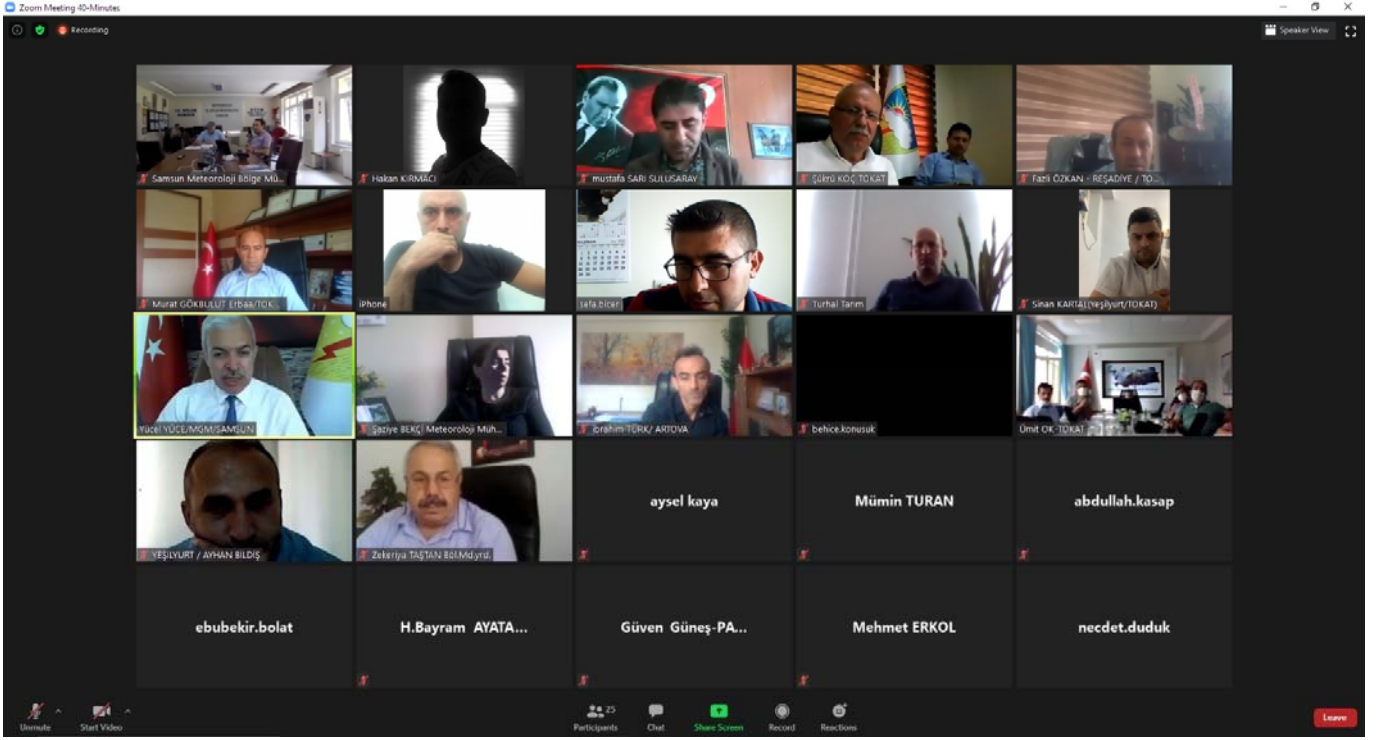 Zoom Meeting 40-Minutes
Recording
Speaker View
Samsun Meteoroloji Bölge Mü...
Hakan KIRMACI
mustafa SARI SULUSARAY
Şükrü KOÇ TOKAT
Fazlı ÖZKAN - REŞADİYE / TO...
Murat GÖKBULUT Erbaa/TOK...
iPhone
sefa.bicer
Turhal Tarım
Sinan KARTAL(Yeşilyurt/TOKAT)
Yücel YÜCE/MGM/SAMSUN
Şaziye BEKÇİ Meteoroloji Müh...
ibrahim TÜRK/ ARTOVA
behice.konusuk
Ümit OK-TOKAT
YEŞİLYURT / AYHAN BİLDİŞ
Zekeriya TAŞTAN Böl.Md.yrd.
aysel kaya
Mümin TURAN
abdullah.kasap
ebubekir.bolat
H.Bayram AYATA...
Güven Güneş-PA...
Mehmet ERKOL
necdet.duduk
Unmute
Start Video
25
Participants
Chat
Share Screen
Record
Reactions
Leave